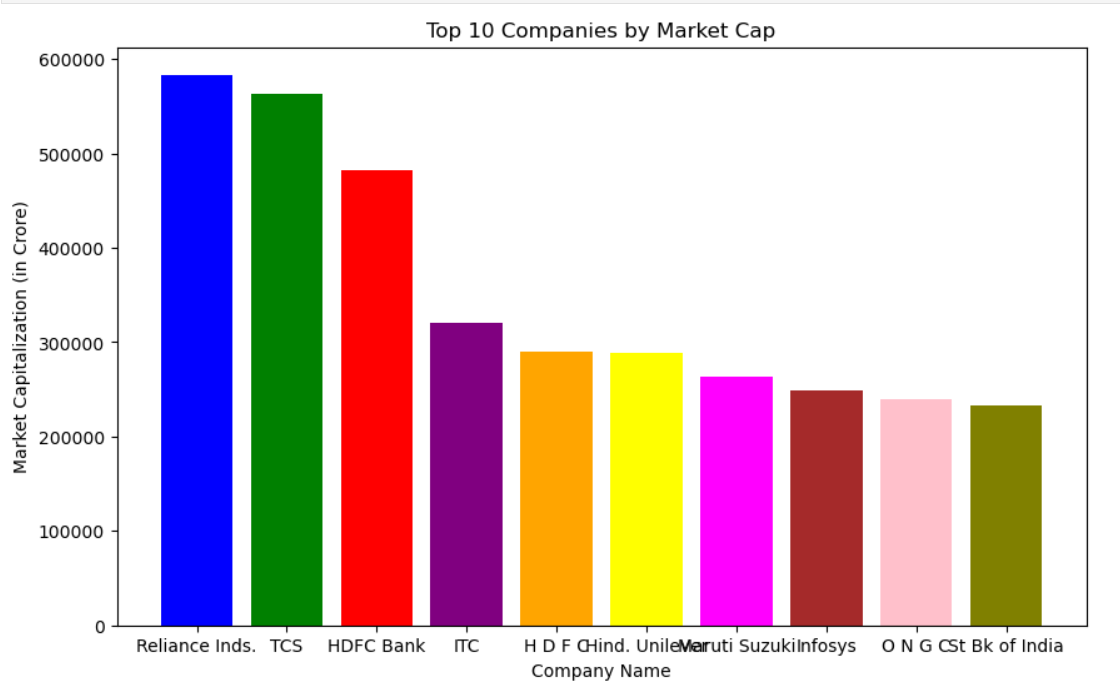 Top 10 Companies by Market Cap
Market Capitalization (in Crore)
600000
500000
400000
300000
200000
100000
0
Reliance Inds. TCS HDFC Bank ITC H D F C Hind. Unilever Maruti Suzuki Infosys O N G C St Bk of India
Company Name